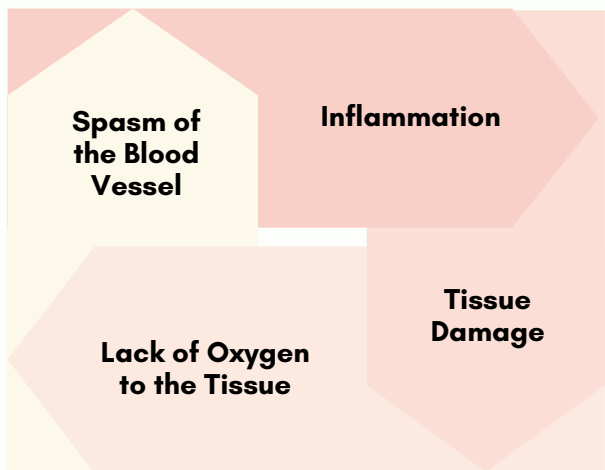 Spasm of
the Blood
Vessel
Inflammation
Tissue
Damage
Lack of Oxygen
to the Tissue